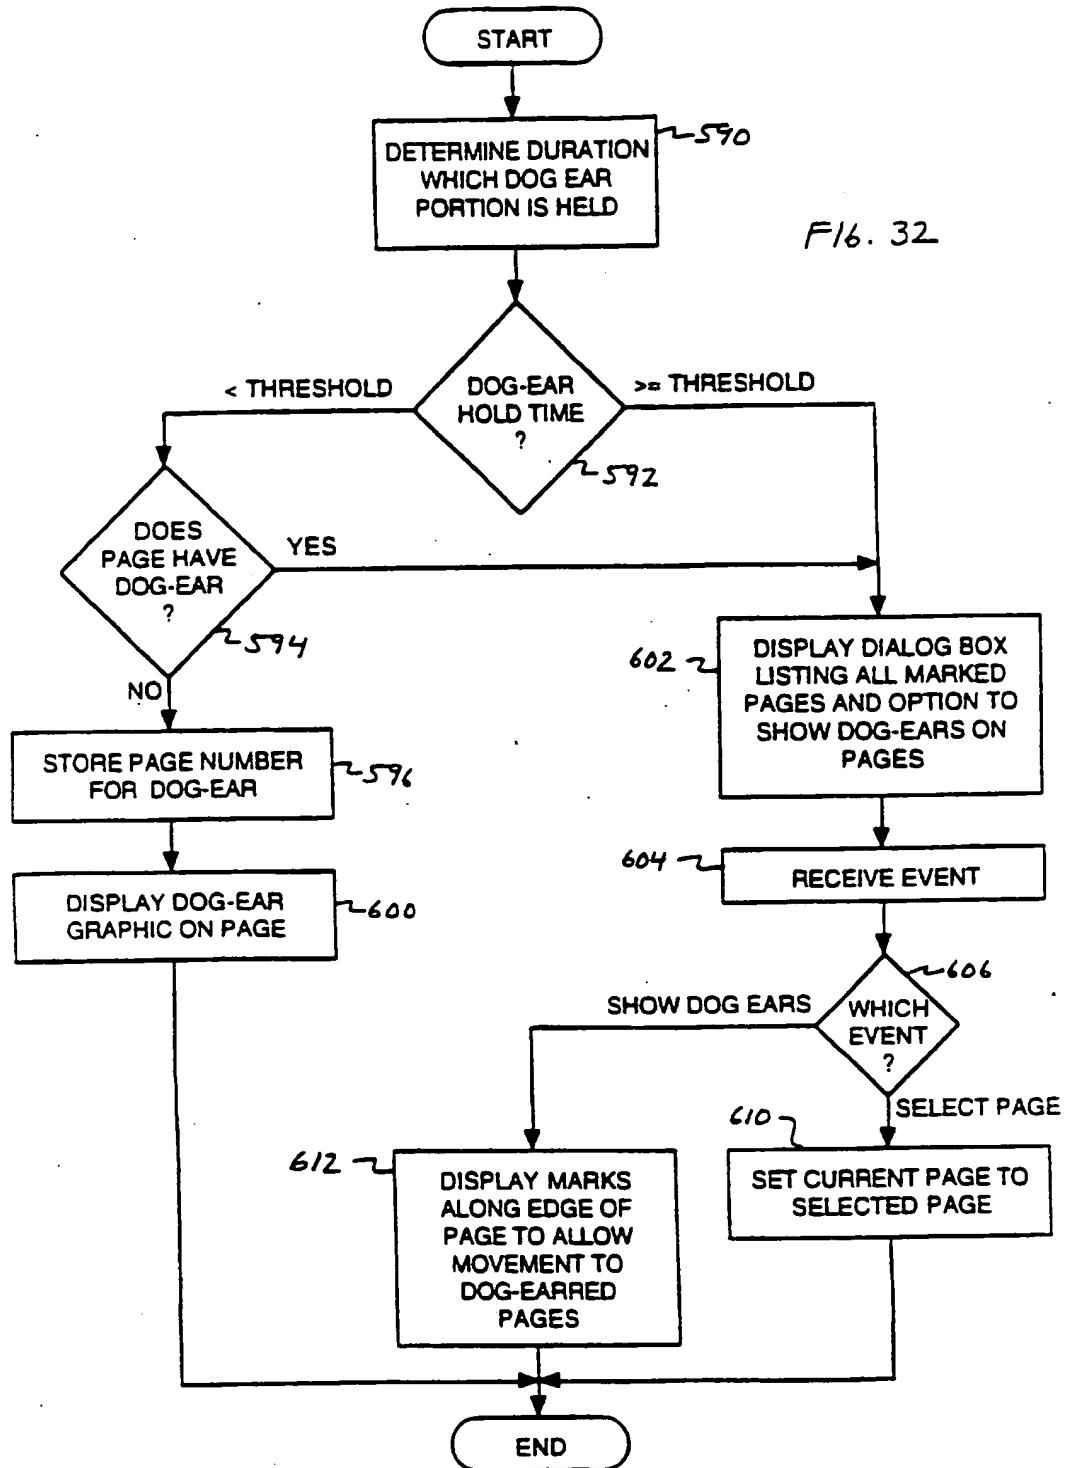 START
DETERMINE DURATION
WHICH DOG EAR
PORTION IS HELD
590
FIG. 32
< THRESHOLD
DOG-EAR
HOLD TIME
?
>= THRESHOLD
592
DOES
PAGE HAVE
DOG-EAR
?
YES
594
NO
602
DISPLAY DIALOG BOX
LISTING ALL MARKED
PAGES AND OPTION TO
SHOW DOG-EARS ON
PAGES
STORE PAGE NUMBER
FOR DOG-EAR
596
604
RECEIVE EVENT
DISPLAY DOG-EAR
GRAPHIC ON PAGE
600
606
SHOW DOG EARS
WHICH
EVENT
?
SELECT PAGE
610
612
DISPLAY MARKS
ALONG EDGE OF
PAGE TO ALLOW
MOVEMENT TO
DOG-EARRED
PAGES
SET CURRENT PAGE TO
SELECTED PAGE
END